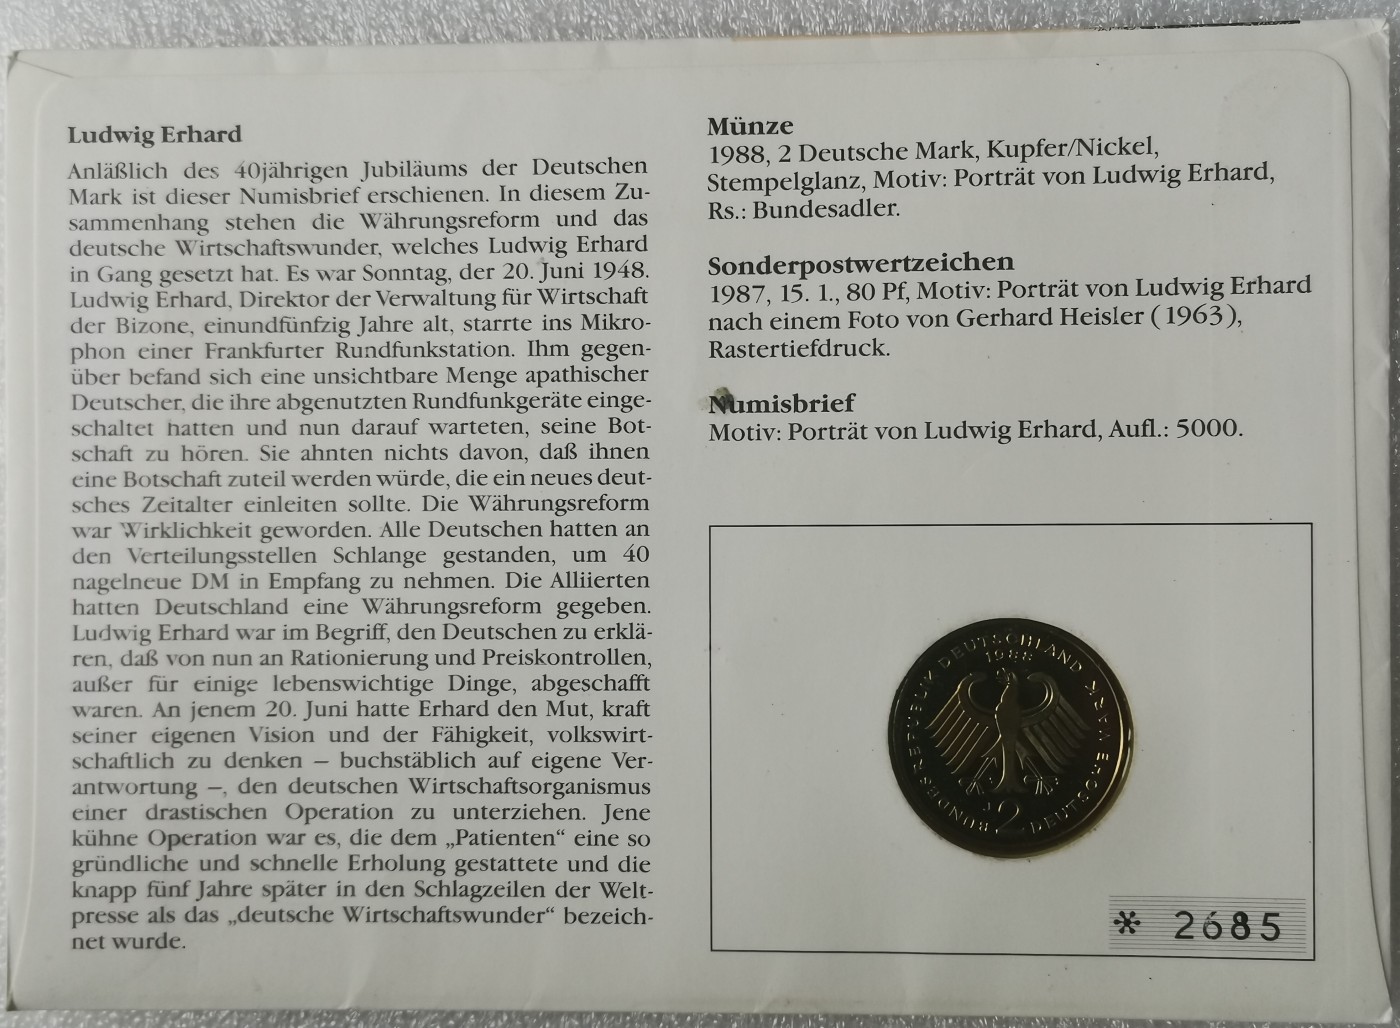 Ludwig Erhard
Anläßlich des 40jährigen Jubiläums der Deutschen
Mark ist dieser Numisbrief erschienen. In diesem Zu-
sammenhang stehen die Währungsreform und das
deutsche Wirtschaftswunder, welches Ludwig Erhard
in Gang gesetzt hat. Es war Sonntag, der 20. Juni 1948.
Ludwig Erhard, Direktor der Verwaltung für Wirtschaft
der Bizone, einundfünfzig Jahre alt, starrte ins Mikro-
phon einer Frankfurter Rundfunkstation. Ihm gegen-
über befand sich eine unsichtbare Menge apathischer
Deutscher, die ihre abgenutzten Rundfunkgeräte einge-
schaltet hatten und nun darauf warteten, seine Bot-
schaft zu hören. Sie ahnten nichts davon, daß ihnen
eine Botschaft zuteil werden würde, die ein neues deut-
sches Zeitalter einleiten sollte. Die Währungsreform
war Wirklichkeit geworden. Alle Deutschen hatten an
den Verteilungsstellen Schlange gestanden, um 40
nagelneue DM in Empfang zu nehmen. Die Alliierten
hatten Deutschland eine Währungsreform gegeben.
Ludwig Erhard war im Begriff, den Deutschen zu erklä-
ren, daß von nun an Rationierung und Preiskontrollen,
außer für einige lebenswichtige Dinge, abgeschafft
waren. An jenem 20. Juni hatte Erhard den Mut, kraft
seiner eigenen Vision und der Fähigkeit, volkswirt-
schaftlich zu denken – buchstäblich auf eigene Ver-
antwortung –, den deutschen Wirtschaftsorganismus
einer drastischen Operation zu unterziehen. Jene
kühne Operation war es, die dem „Patienten“ eine so
gründliche und schnelle Erholung gestattete und die
knapp fünf Jahre später in den Schlagzeilen der Welt-
presse als das „deutsche Wirtschaftswunder“ bezeich-
net wurde.
Münze
1988, 2 Deutsche Mark, Kupfer/Nickel,
Stempelglanz, Motiv: Porträt von Ludwig Erhard,
Rs.: Bundesadler.
Sonderpostwertzeichen
1987, 15. 1., 80 Pf, Motiv: Porträt von Ludwig Erhard
nach einem Foto von Gerhard Heisler (1963),
Rastertiefdruck.
Numisbrief
Motiv: Porträt von Ludwig Erhard, Aufl.: 5000.
BUNDESREPUBLIK DEUTSCHLAND
1988
J 2
DEUTSCHE MARK
* 2685